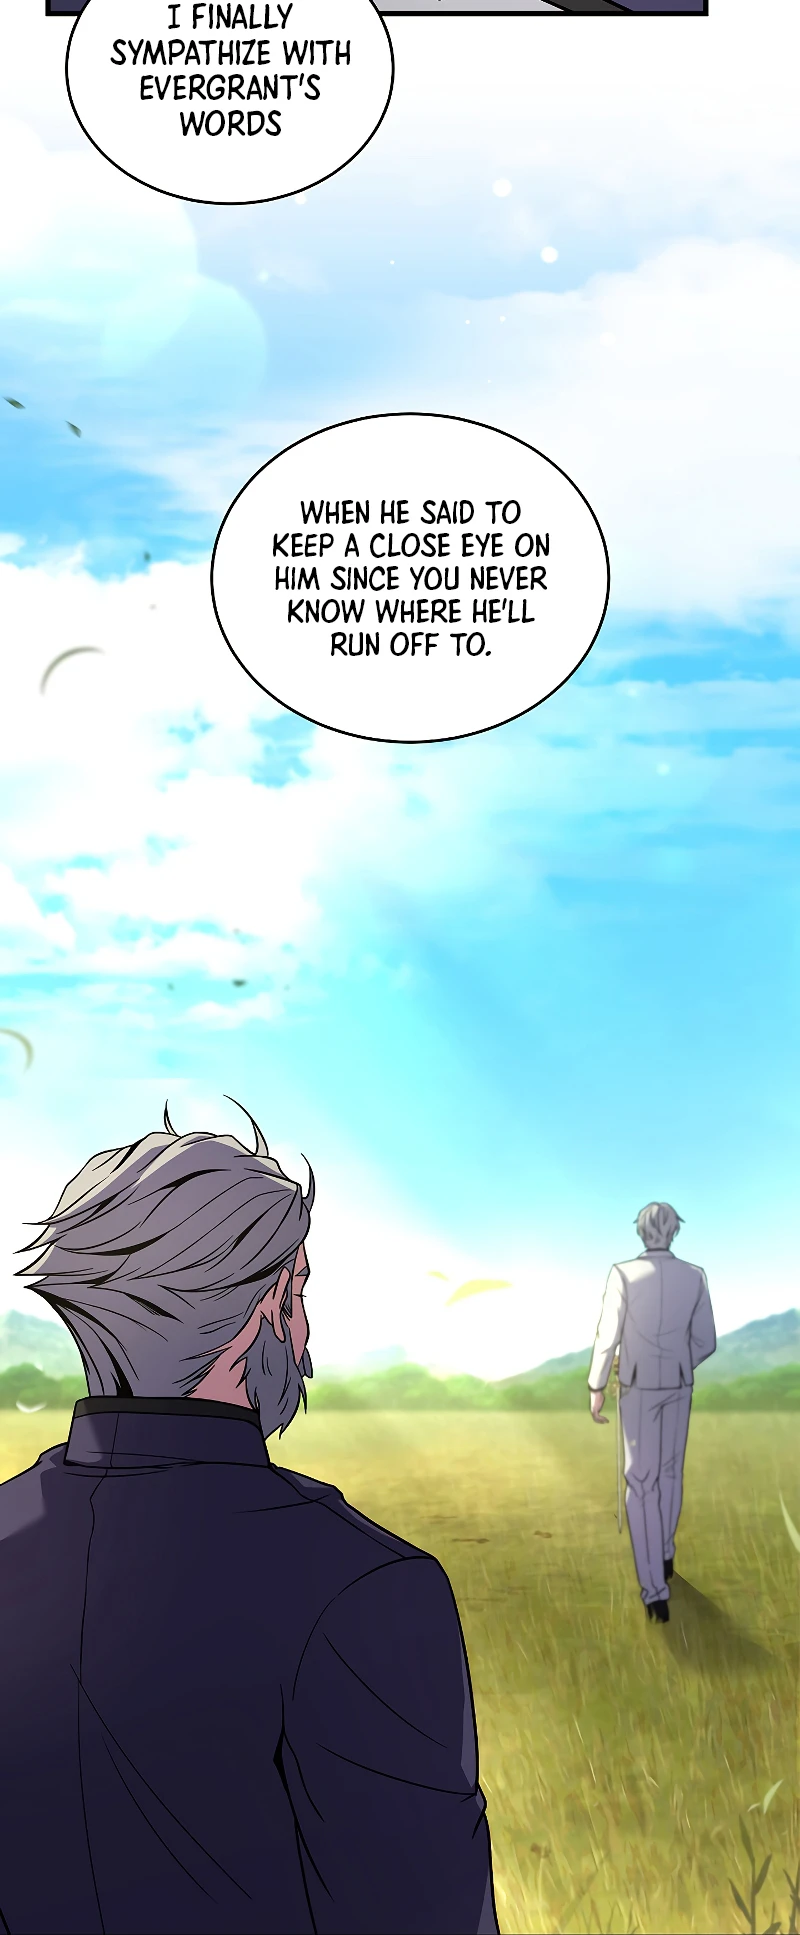 I FINALLY
SYMPATHIZE WITH
EVERGRANT'S
WORDS
WHEN HE SAID TO
KEEP A CLOSE EYE ON
HIM SINCE YOU NEVER
KNOW WHERE HE'LL
RUN OFF TO.